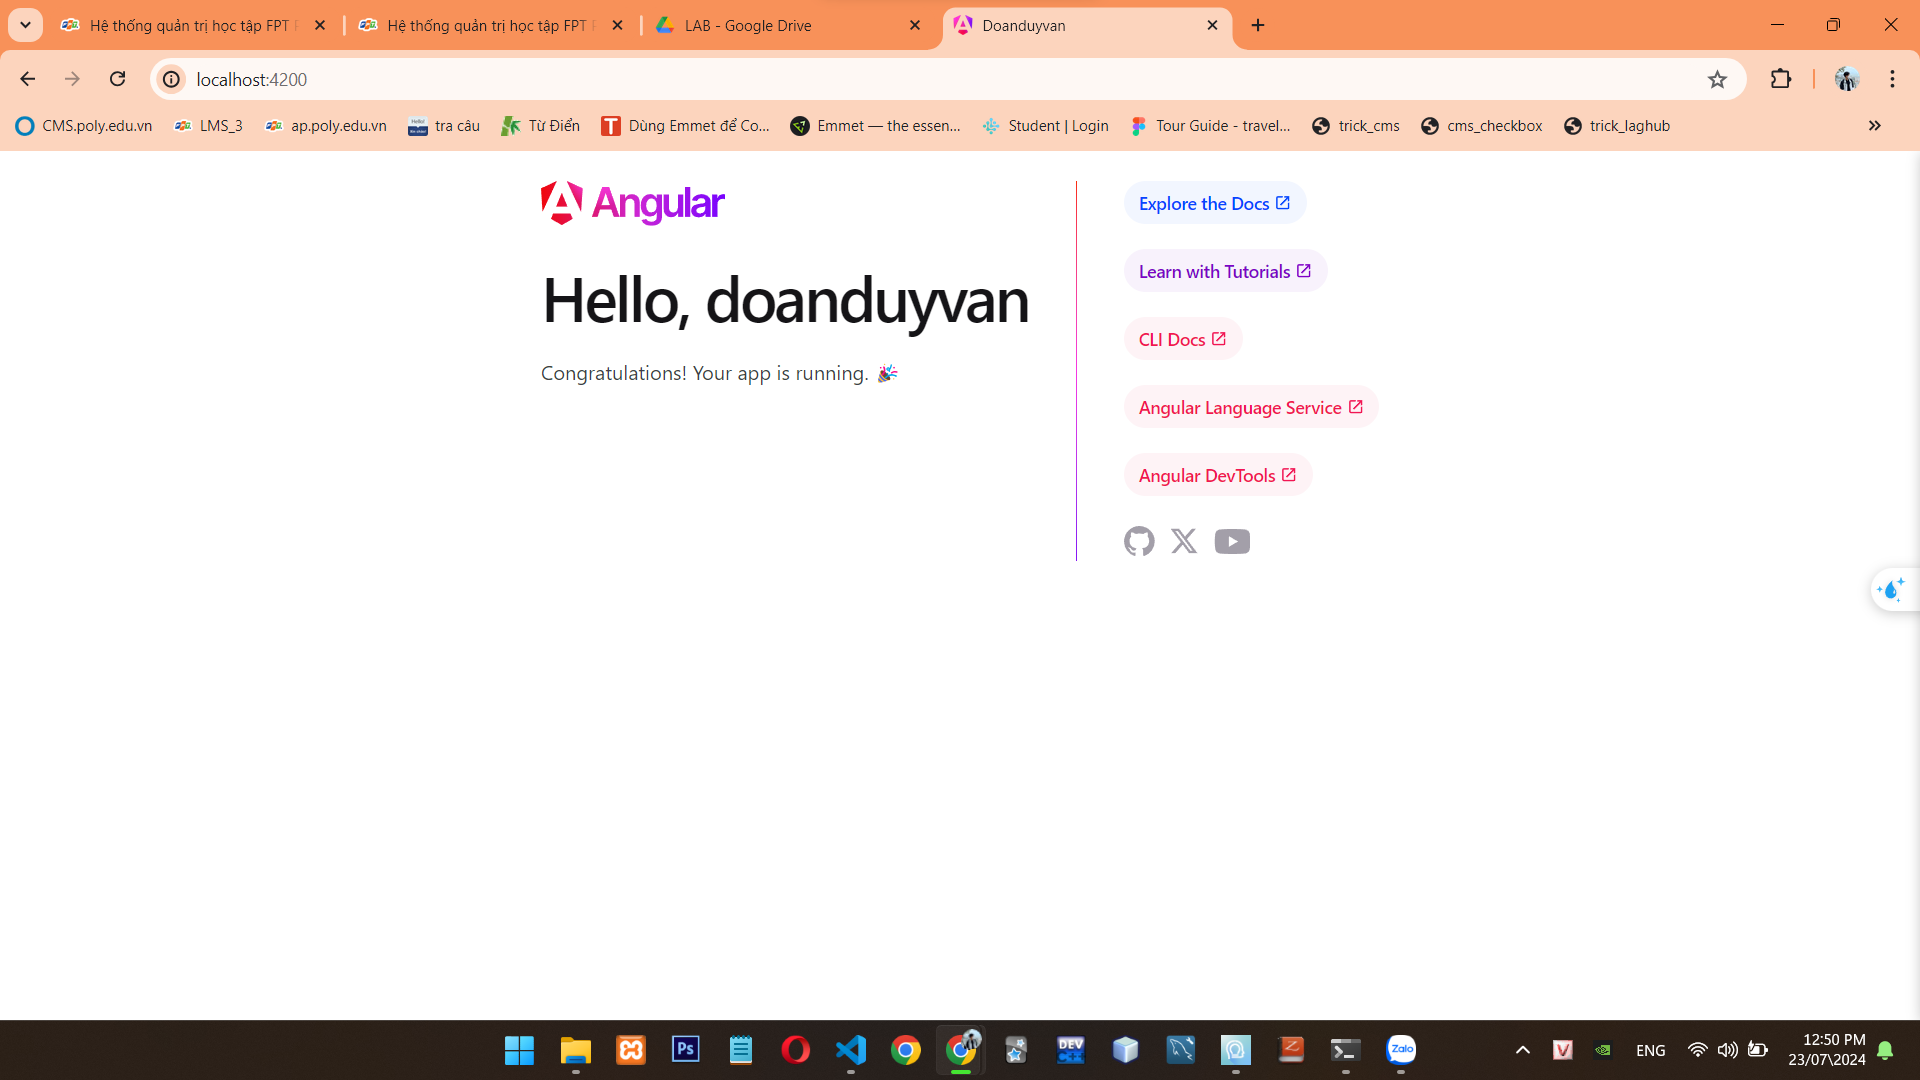 Hệ thống quản trị học tập FPT
Hệ thống quản trị học tập FPT
LAB - Google Drive
Doanduyvan
localhost:4200
CMS.poly.edu.vn
LMS_3
ap.poly.edu.vn
tra câu
Từ Điển
Dùng Emmet để Co...
Emmet — the essen...
Student | Login
Tour Guide - travel...
trick_cms
cms_checkbox
trick_laghub
Angular
Hello, doanduyvan
Congratulations! Your app is running. 🎉
Explore the Docs
Learn with Tutorials
CLI Docs
Angular Language Service
Angular DevTools
Ps
DEV
Zalo
V
ENG
12:50 PM
23/07\2024